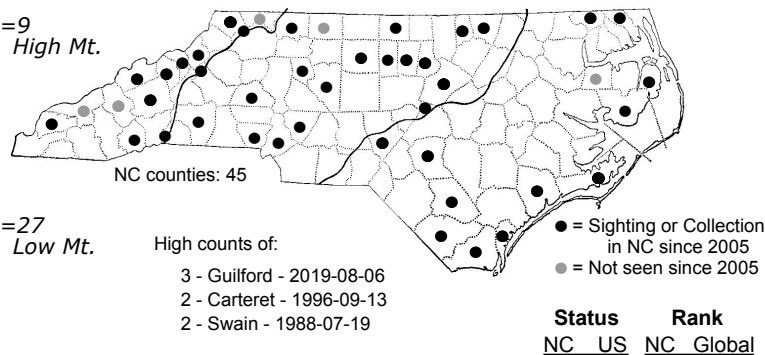 =9
High Mt.
NC counties: 45
=27
Low Mt.
High counts of:
3 - Guilford - 2019-08-06
2 - Carteret - 1996-09-13
2 - Swain - 1988-07-19
= Sighting or Collection
in NC since 2005
= Not seen since 2005
Status Rank
NC US NC Global